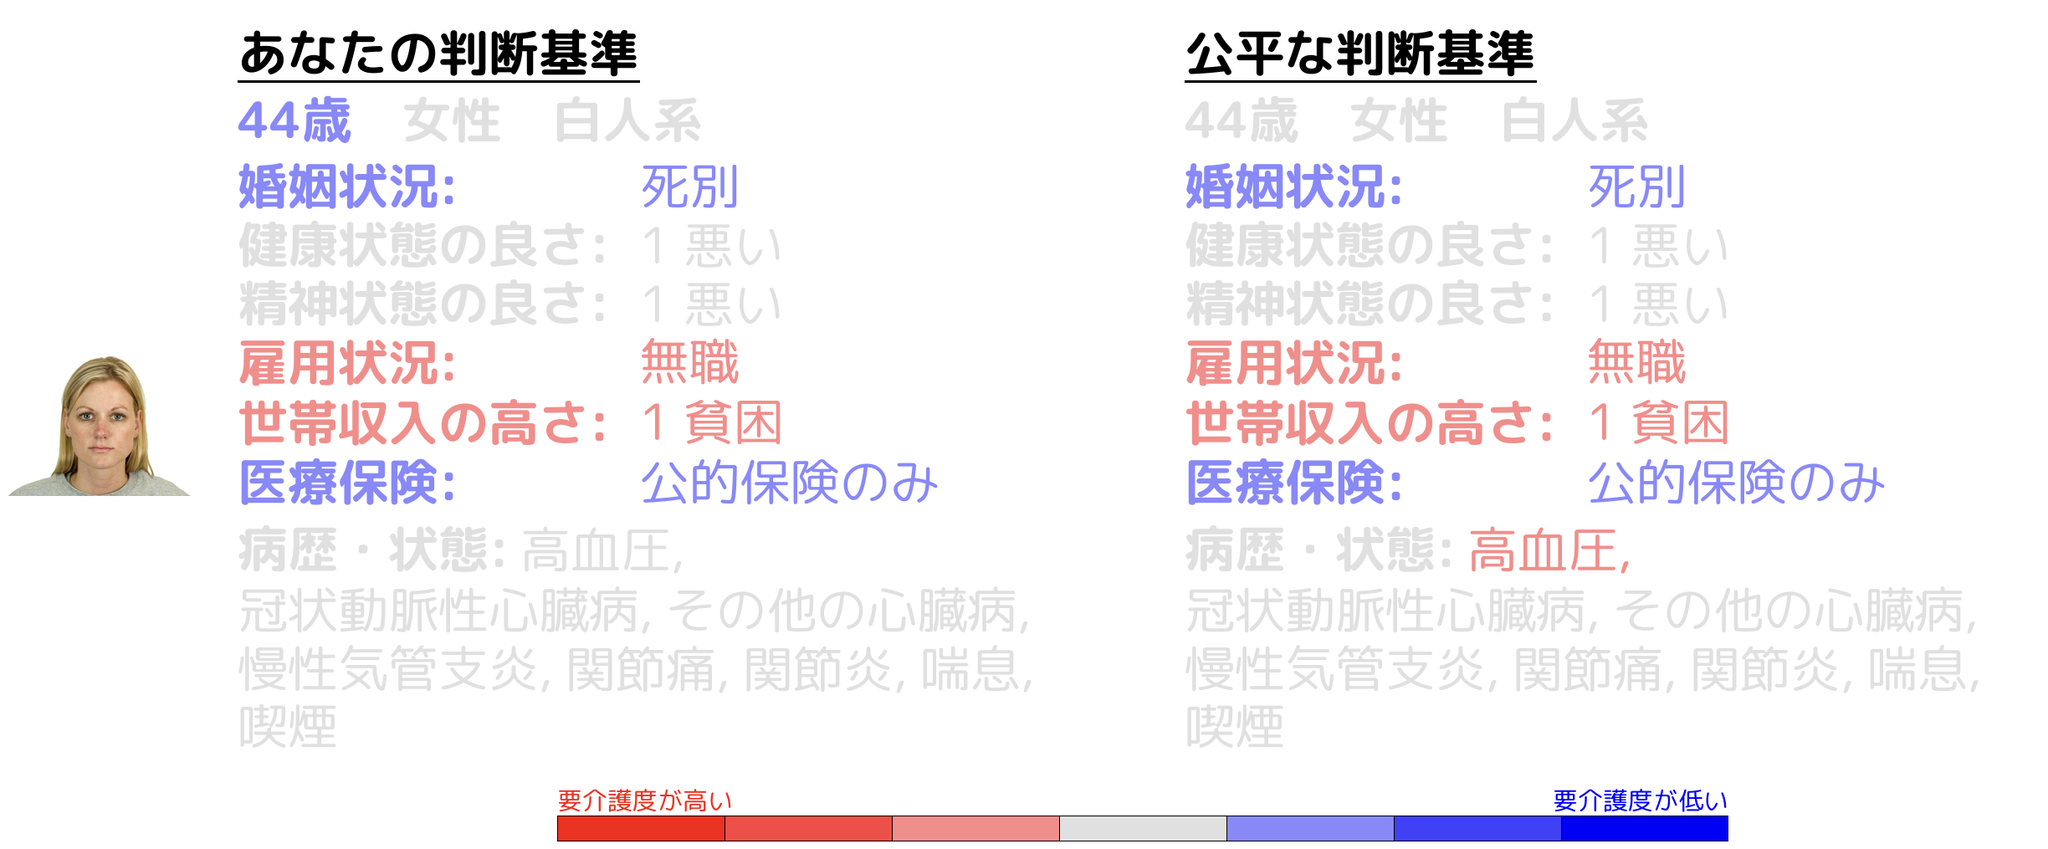 あなたの判断基準
44歳　女性　白人系
婚姻状況: 死別
健康状態の良さ: 1 悪い
精神状態の良さ: 1 悪い
雇用状況: 無職
世帯収入の高さ: 1 貧困
医療保険: 公的保険のみ
病歴・状態: 高血圧,
冠状動脈性心臓病, その他の心臓病,
慢性気管支炎, 関節痛, 関節炎, 喘息,
喫煙
公平な判断基準
44歳　女性　白人系
婚姻状況: 死別
健康状態の良さ: 1 悪い
精神状態の良さ: 1 悪い
雇用状況: 無職
世帯収入の高さ: 1 貧困
医療保険: 公的保険のみ
病歴・状態: 高血圧,
冠状動脈性心臓病, その他の心臓病,
慢性気管支炎, 関節痛, 関節炎, 喘息,
喫煙
要介護度が高い
要介護度が低い